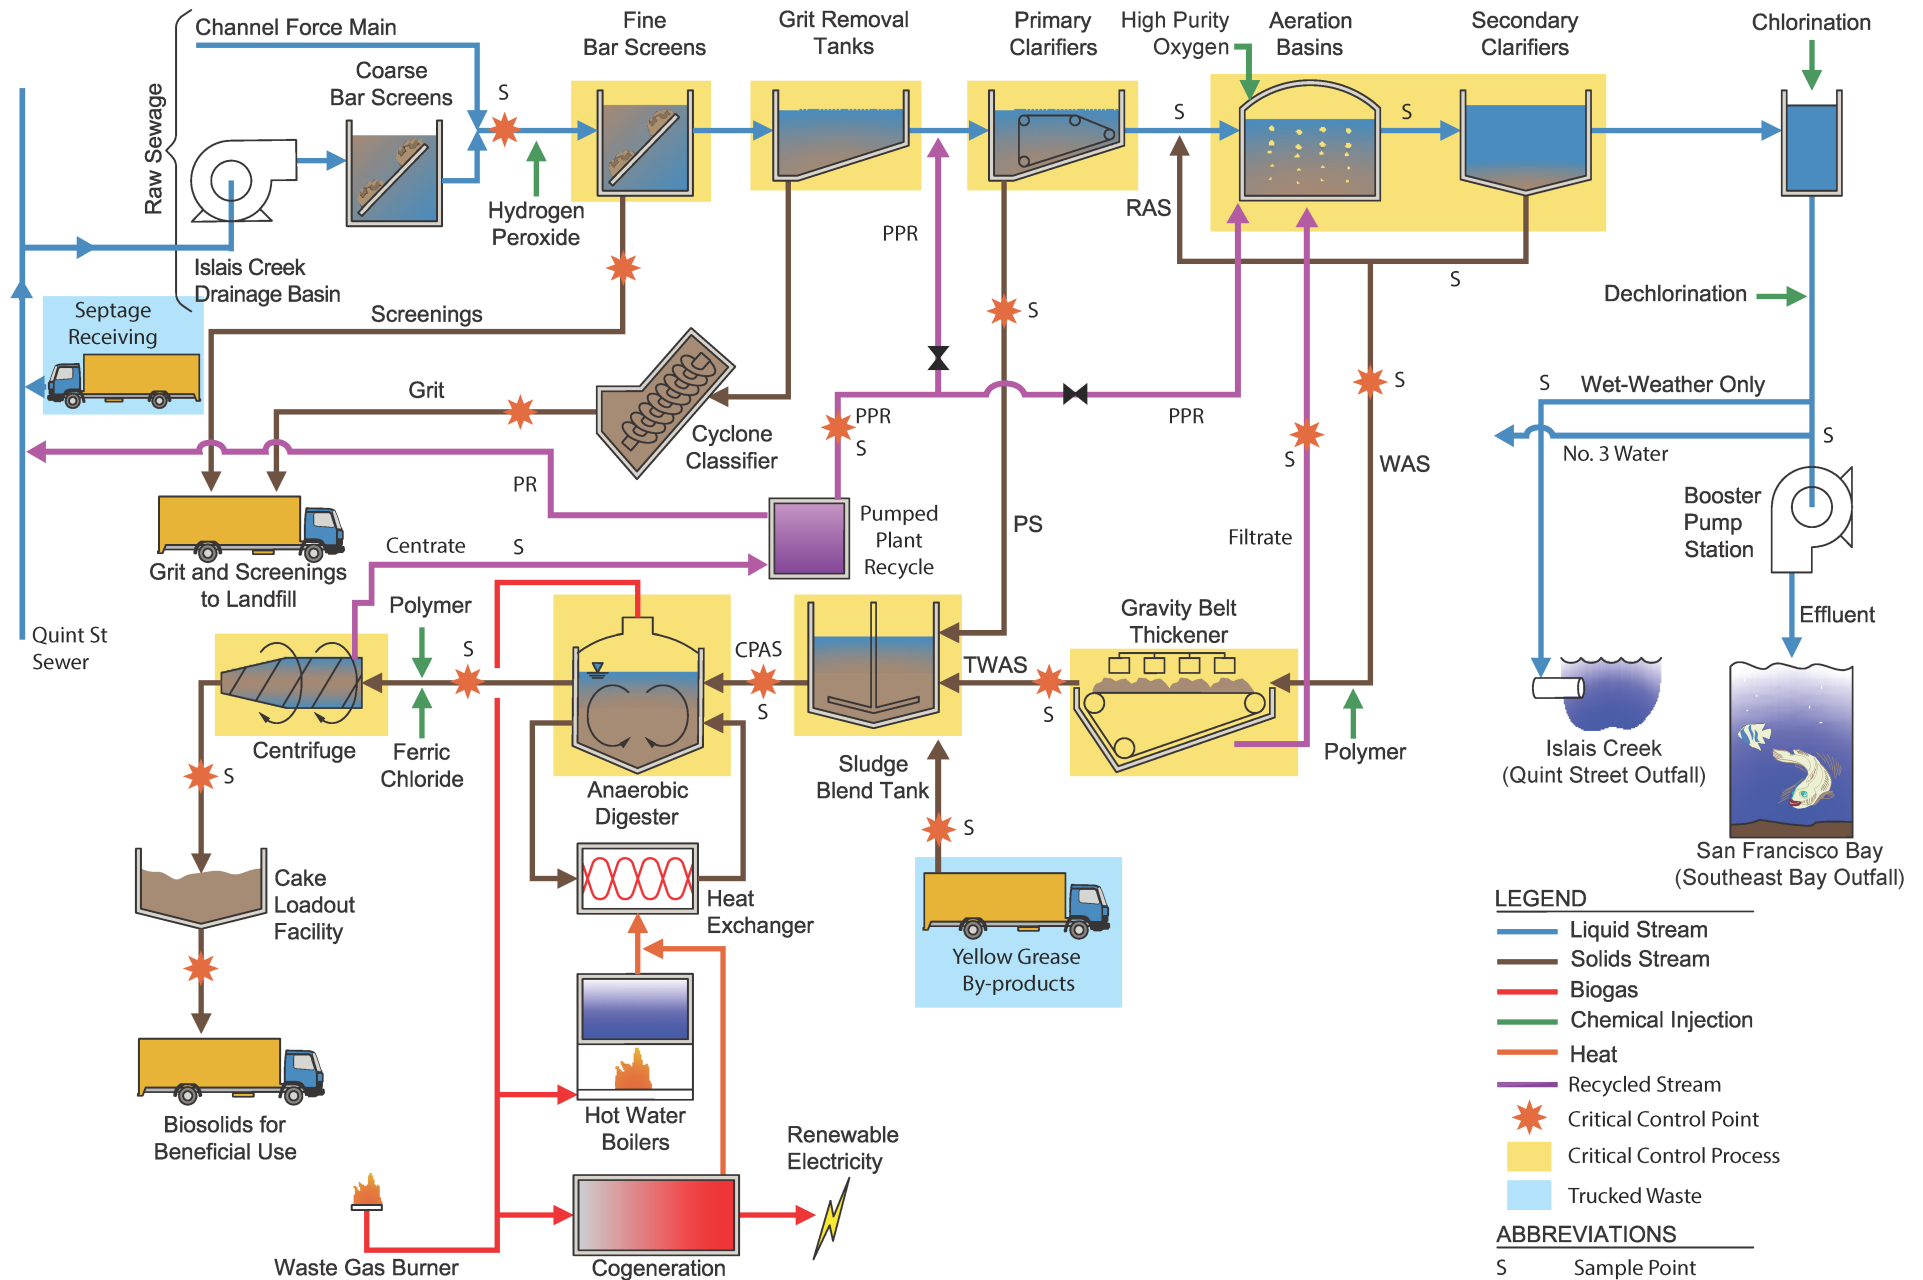 Channel Force Main
Coarse
Bar Screens
Raw Sewage
Islais Creek
Drainage Basin
Septage
Receiving
Quint St
Sewer
S
Hydrogen
Peroxide
Fine
Bar Screens
Grit Removal
Tanks
Primary
Clarifiers
High Purity
Oxygen
Aeration
Basins
Secondary
Clarifiers
Chlorination
S
S
RAS
S
PPR
S
Dechlorination
Screenings
Grit
Cyclone
Classifier
PPR
S
PPR
S
S
WAS
S
Wet-Weather Only
S
No. 3 Water
PR
Pumped
Plant
Recycle
PS
Filtrate
Booster
Pump
Station
Effluent
Grit and Screenings
to Landfill
Centrate
S
Polymer
S
Ferric
Chloride
Centrifuge
CPAS
S
Anaerobic
Digester
Sludge
Blend Tank
TWAS
S
Gravity Belt
Thickener
Polymer
S
S
Cake
Loadout
Facility
Heat
Exchanger
Yellow Grease
By-products
Islais Creek
(Quint Street Outfall)
San Francisco Bay
(Southeast Bay Outfall)
Biosolids for
Beneficial Use
Hot Water
Boilers
Renewable
Electricity
Waste Gas Burner
Cogeneration
LEGEND
Liquid Stream
Solids Stream
Biogas
Chemical Injection
Heat
Recycled Stream
Critical Control Point
Critical Control Process
Trucked Waste
ABBREVIATIONS
S Sample Point